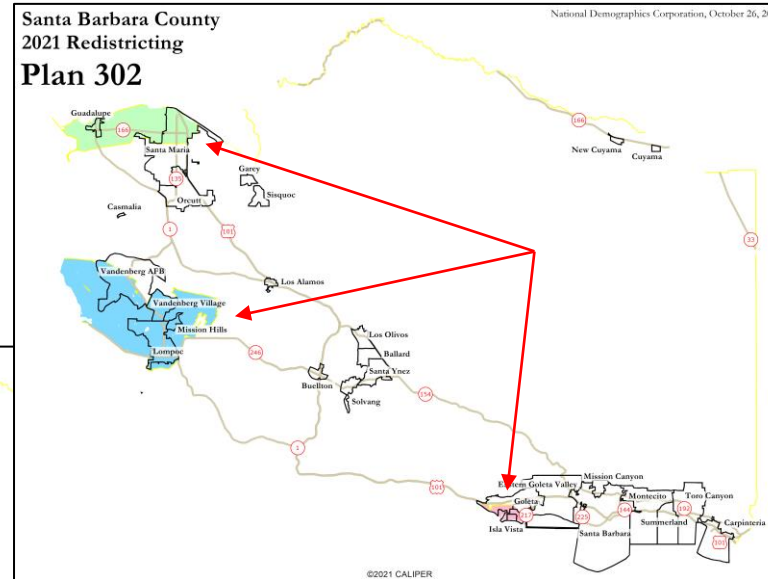 Santa Barbara County
2021 Redistricting
Plan 302
National Demographics Corporation, October 26, 20
Guadalupe
166
Santa Maria
135
Garey
Sisquoc
Orcutt
Casmalia
1
101
166
New Cuyama
Cuyama
33
Vandenberg AFB
Los Alamos
Vandenberg Village
Mission Hills
Lompoc
246
Los Olivos
Ballard
Santa Ynez
Buellton
Solvang
154
1
101
Mission Canyon
Eastern Goleta Valley
Toro Canyon
Montecito
Goleta
217
225
144
192
Isla Vista
Santa Barbara
Summerland
Carpinteria
101
©2021 CALIPER